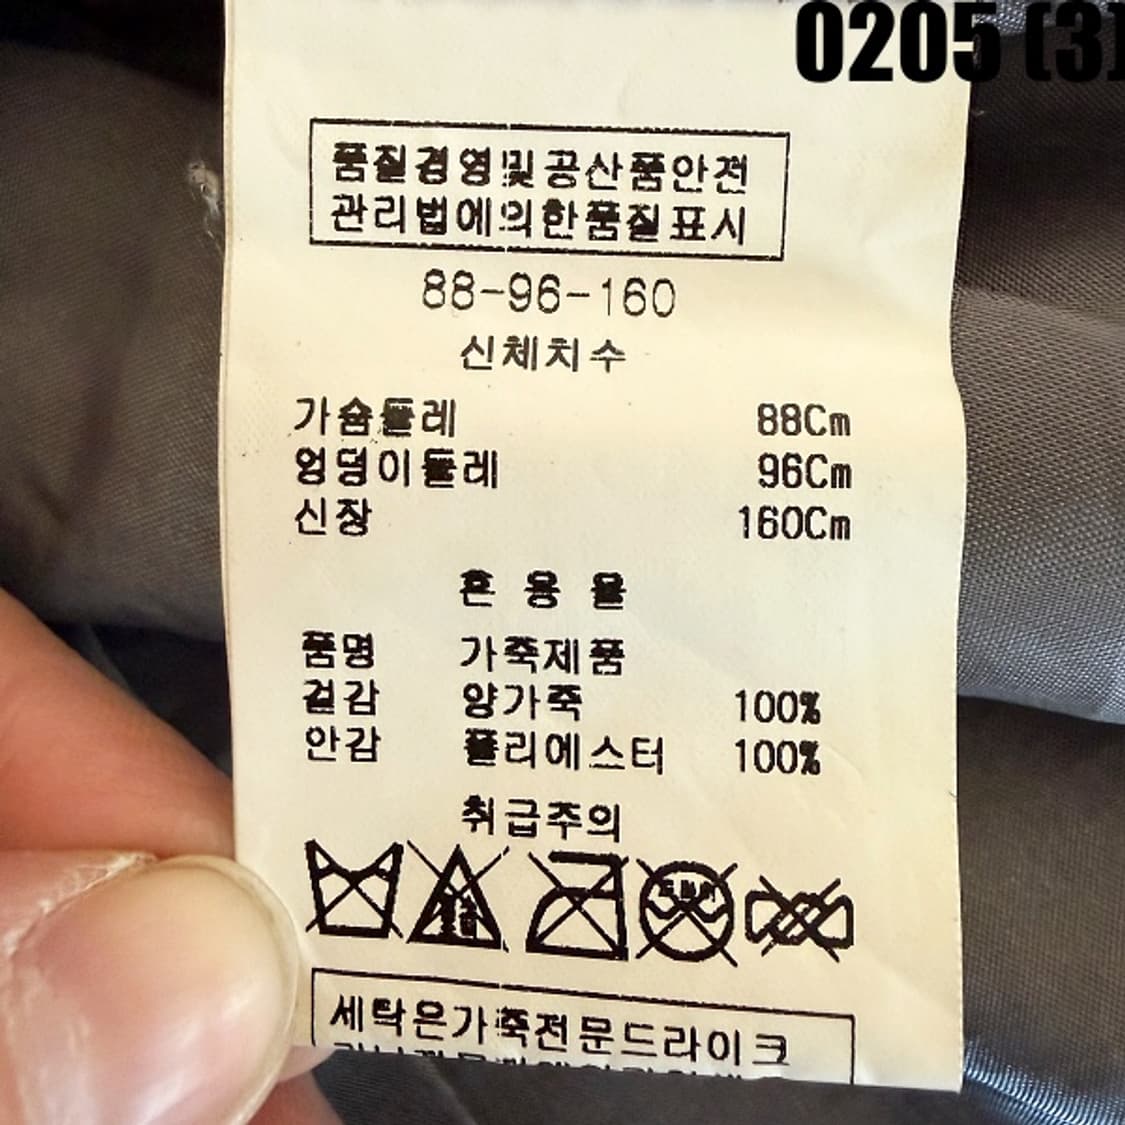 0205 (3)
품질경영및공산품안전
관리법에의한품질표시
88-96-160
신체치수
가슴둘레 88Cm
엉덩이둘레 96Cm
신장 160Cm
혼 용 율
품명 가죽제품
겉감 양가죽 100%
안감 폴리에스터 100%
취급주의
세탁은가죽전문드라이크